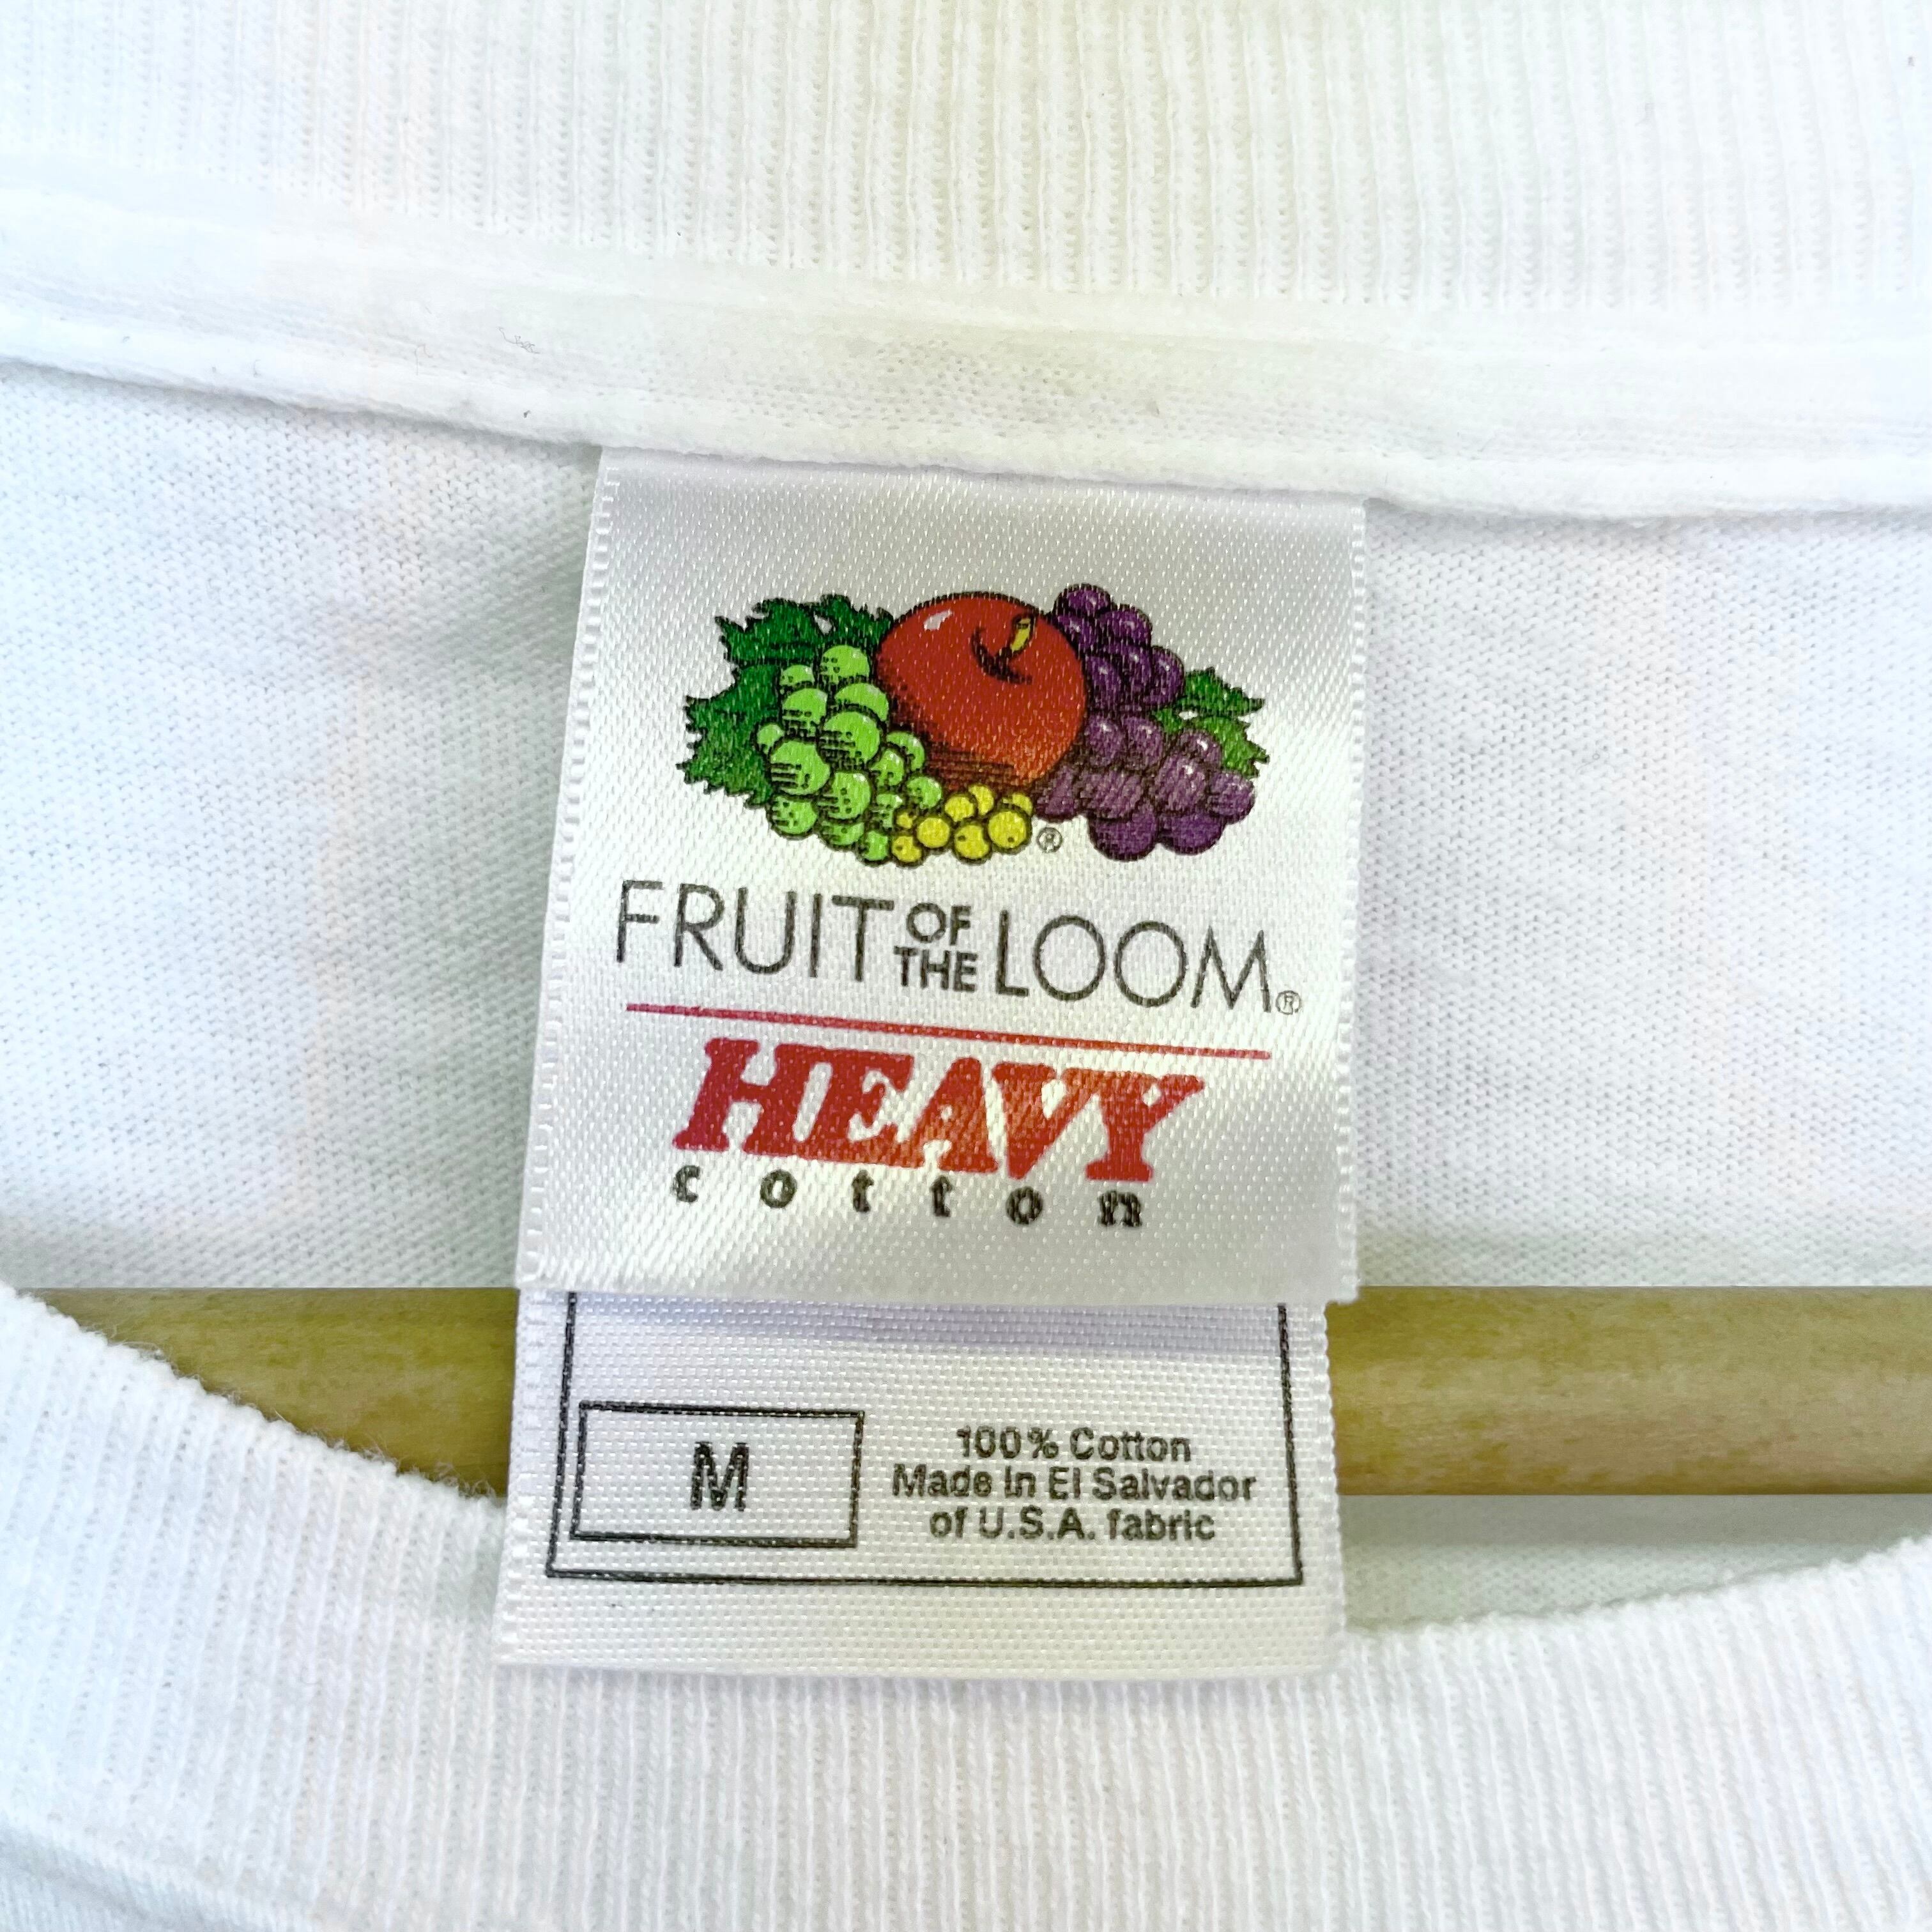 ®
FRUIT OF THE LOOM®
HEAVY
cotton
M
100% Cotton
Made in El Salvador
of U.S.A. fabric